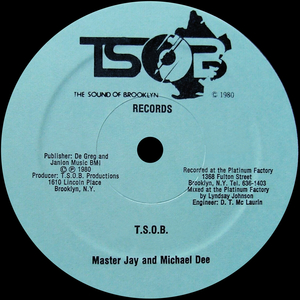 TSOB
THE SOUND OF BROOKLYN
© 1980
RECORDS
Publisher: De Greg and
Janion Music BMI
© ℗ 1980
Producer: T.S.O.B. Productions
1610 Lincoln Place
Brooklyn, N.Y.
Recorded at the Platinum Factory
1368 Fulton Street
Brooklyn, N.Y. Tel. 636-1403
Mixed at the Platinum Factory by
Lyndsay Johnson
Engineer: D. T. Mc Laurin
T.S.O.B.
Master Jay and Michael Dee